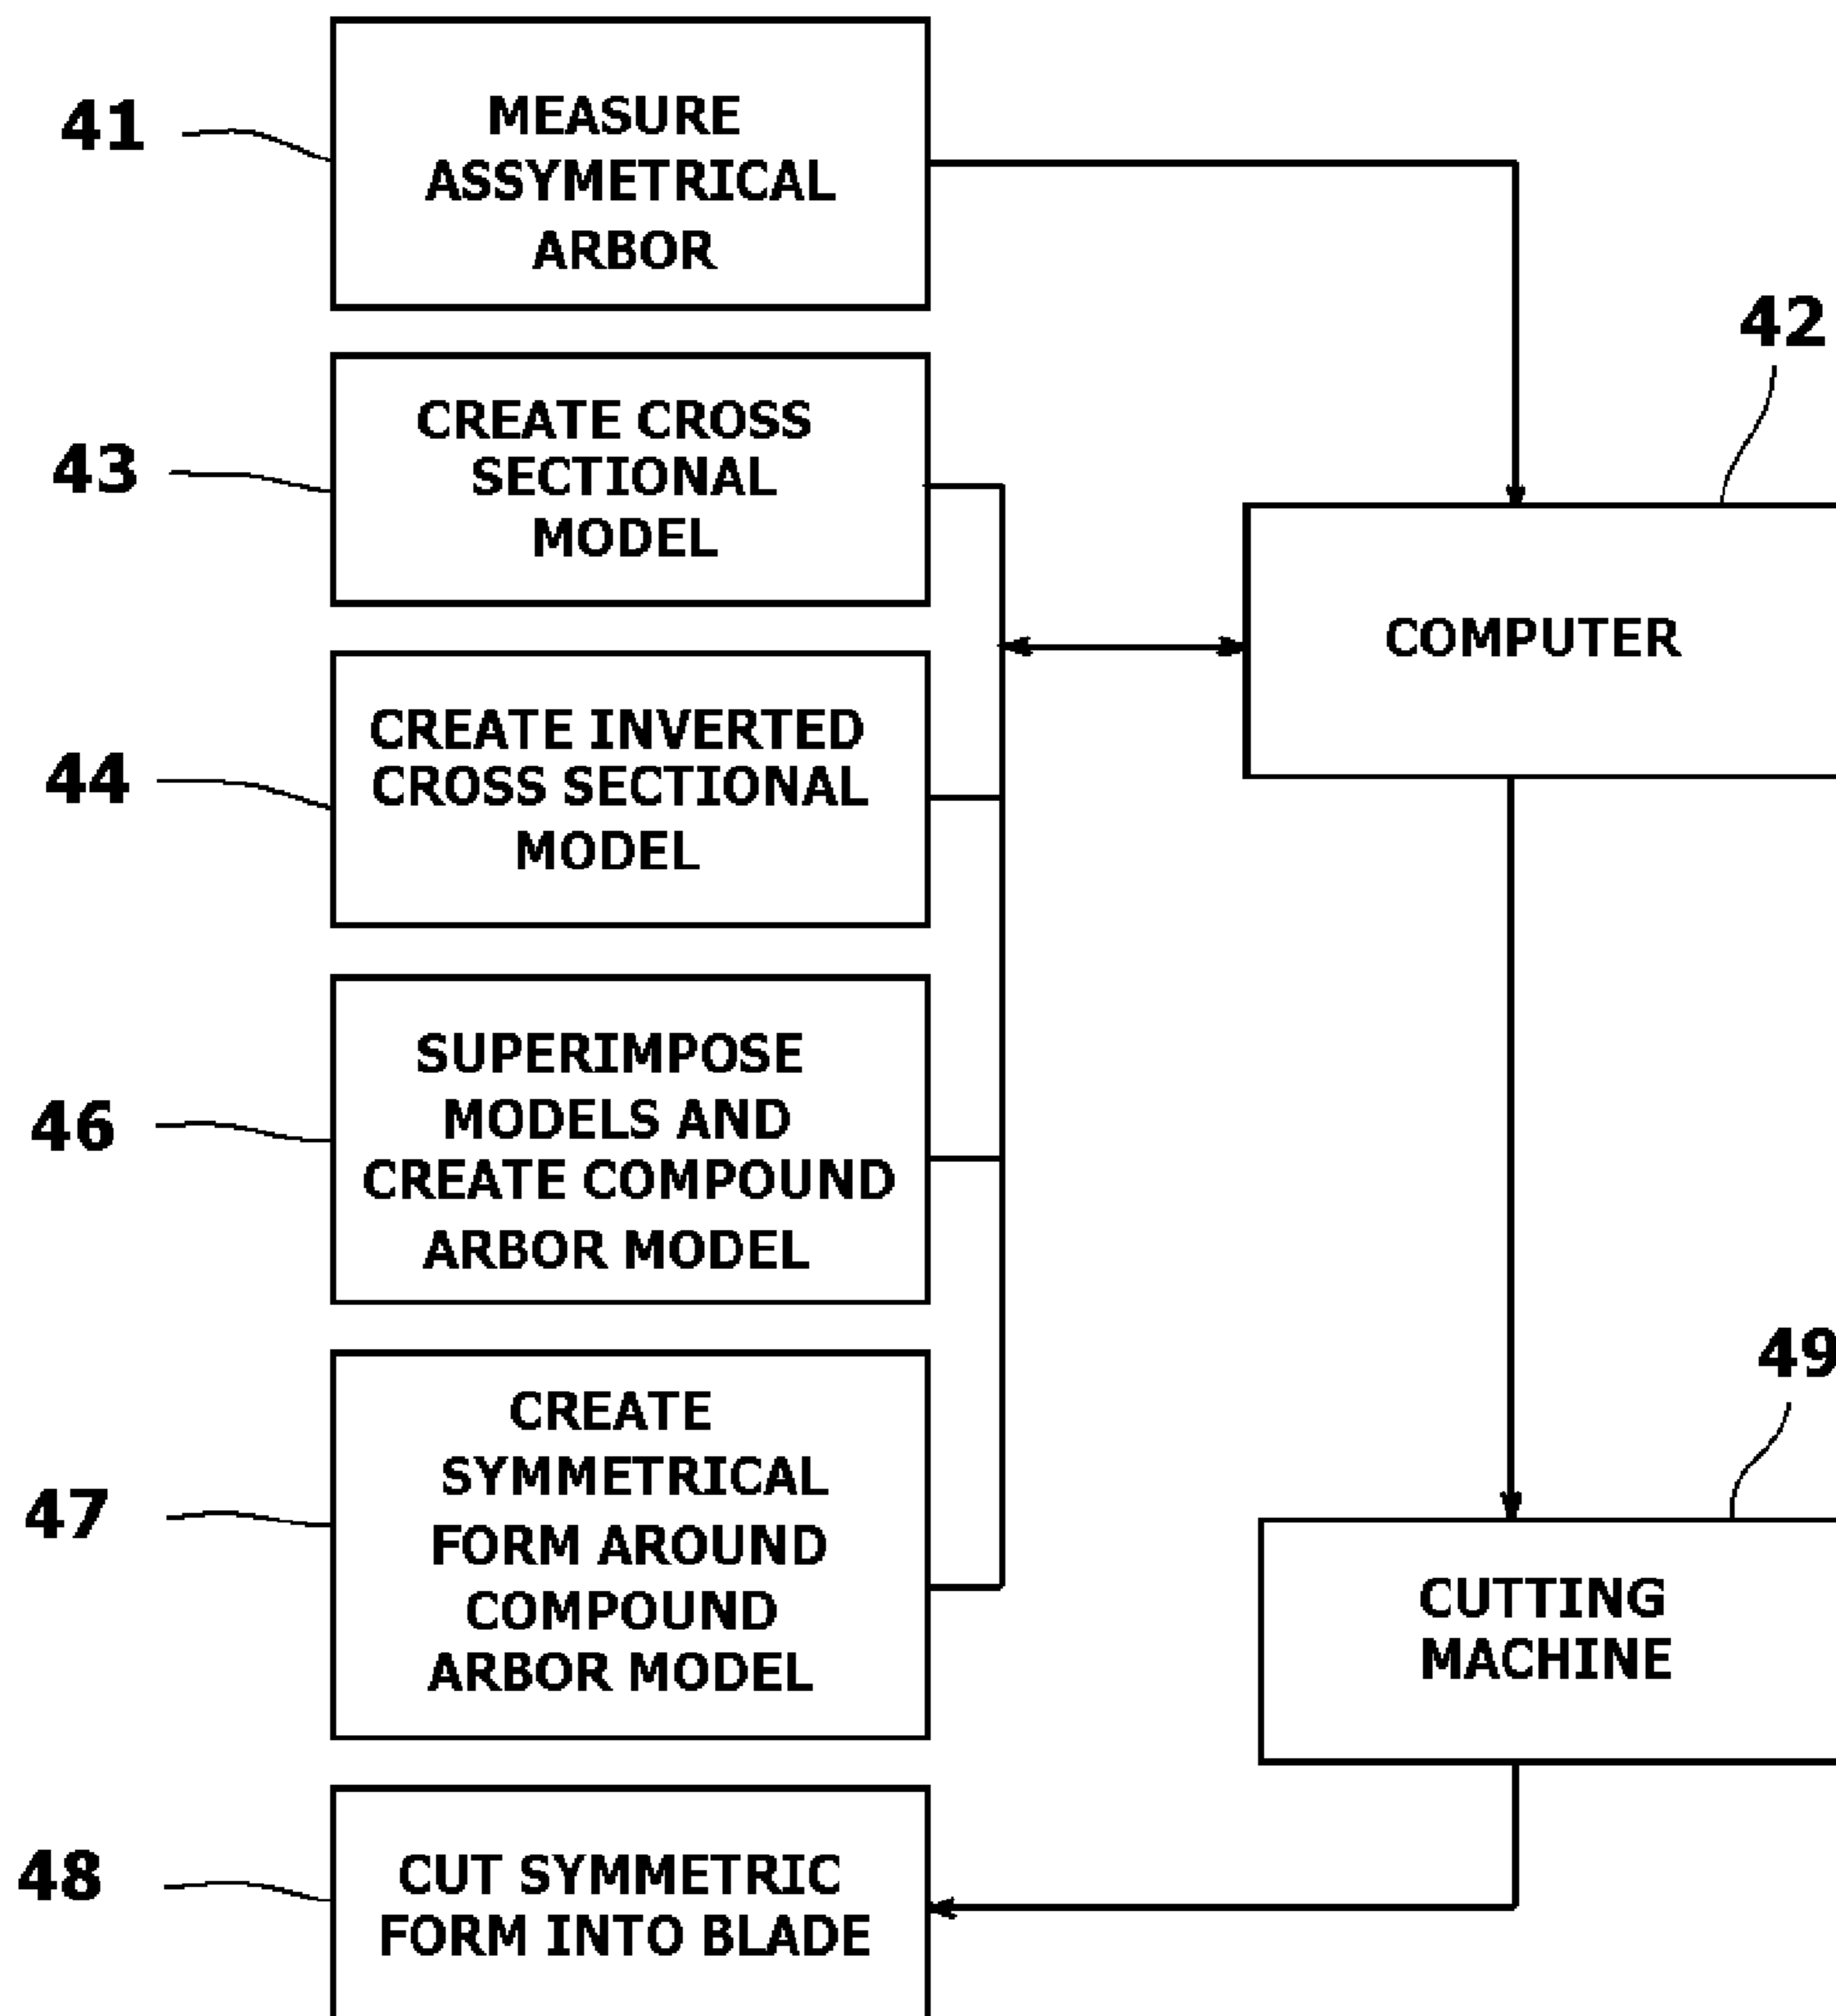 41
MEASURE
ASSYMETRICAL
ARBOR
42
43
CREATE CROSS
SECTIONAL
MODEL
COMPUTER
44
CREATE INVERTED
CROSS SECTIONAL
MODEL
46
SUPERIMPOSE
MODELS AND
CREATE COMPOUND
ARBOR MODEL
49
47
CREATE
SYMMETRICAL
FORM AROUND
COMPOUND
ARBOR MODEL
CUTTING
MACHINE
48
CUT SYMMETRIC
FORM INTO BLADE